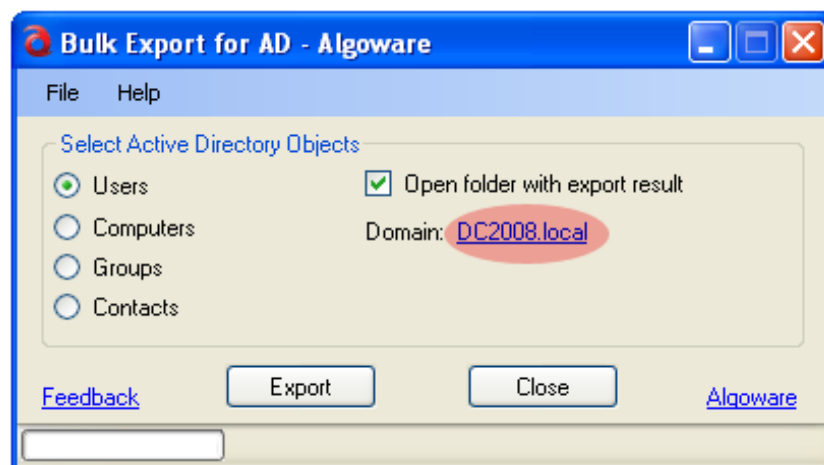 Bulk Export for AD - Algoware
File Help
Select Active Directory Objects
Users
Open folder with export result
Computers
Domain: DC2008.local
Groups
Contacts
Feedback
Export
Close
Algoware